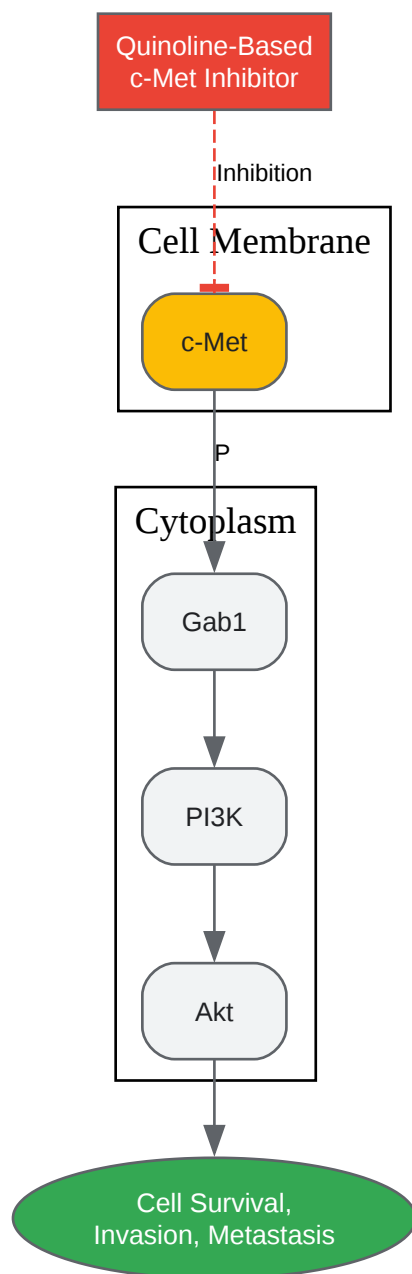 Quinoline-Based
c-Met Inhibitor
Inhibition
Cell Membrane
c-Met
P
Cytoplasm
Gab1
PI3K
Akt
Cell Survival,
Invasion, Metastasis